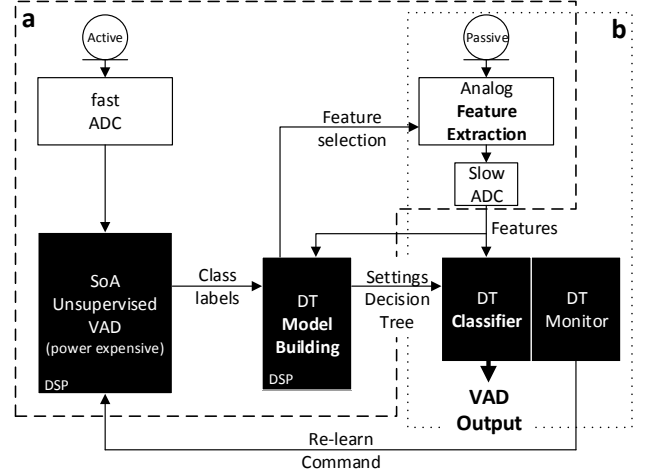 a
b
Active
Passive
fast
ADC
Analog
Feature
Extraction
Feature
selection
Slow
ADC
Features
SoA
Unsupervised
VAD
(power expensive)
DSP
Class
labels
DT
Model
Building
DSP
Settings
Decision
Tree
DT
Classifier
DT
Monitor
VAD
Output
Re-learn
Command